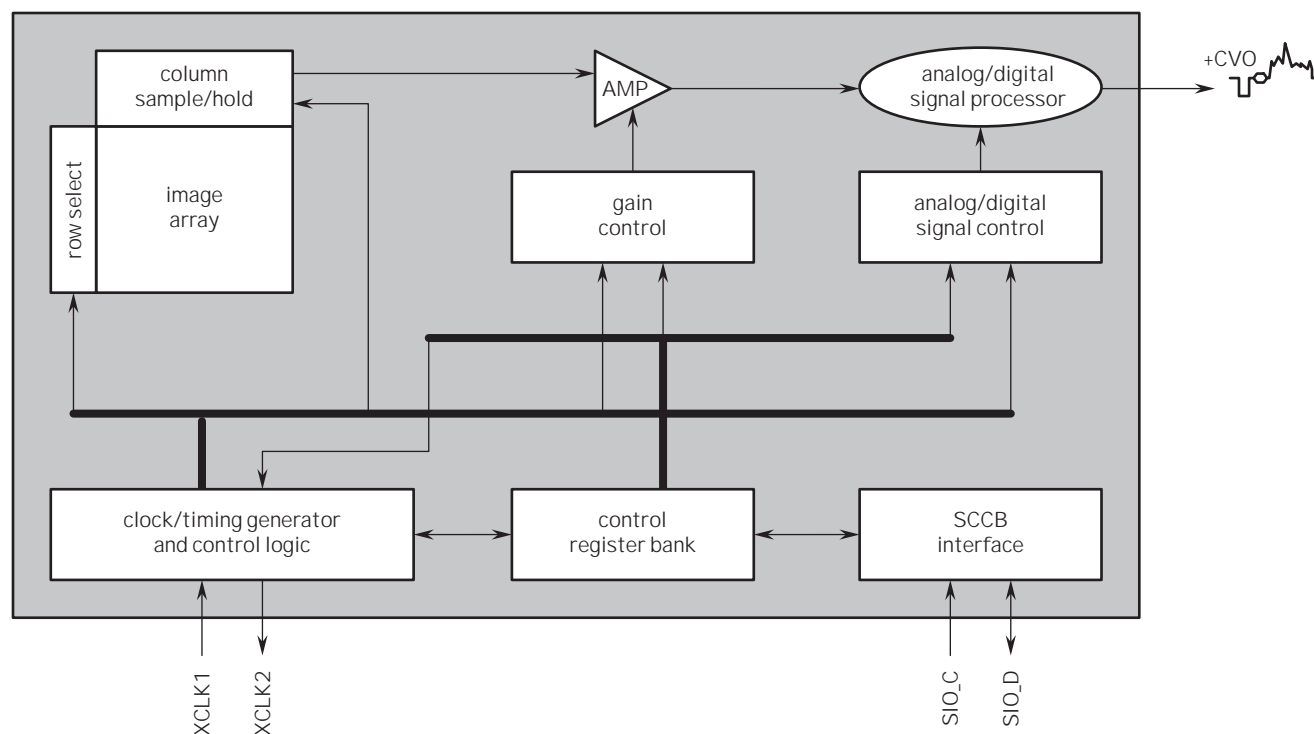 column
sample/hold
AMP
analog/digital
signal processor
+CVO
row select
image
array
gain
control
analog/digital
signal control
clock/timing generator
and control logic
control
register bank
SCCB
interface
XCLK1
XCLK2
SIO_C
SIO_D